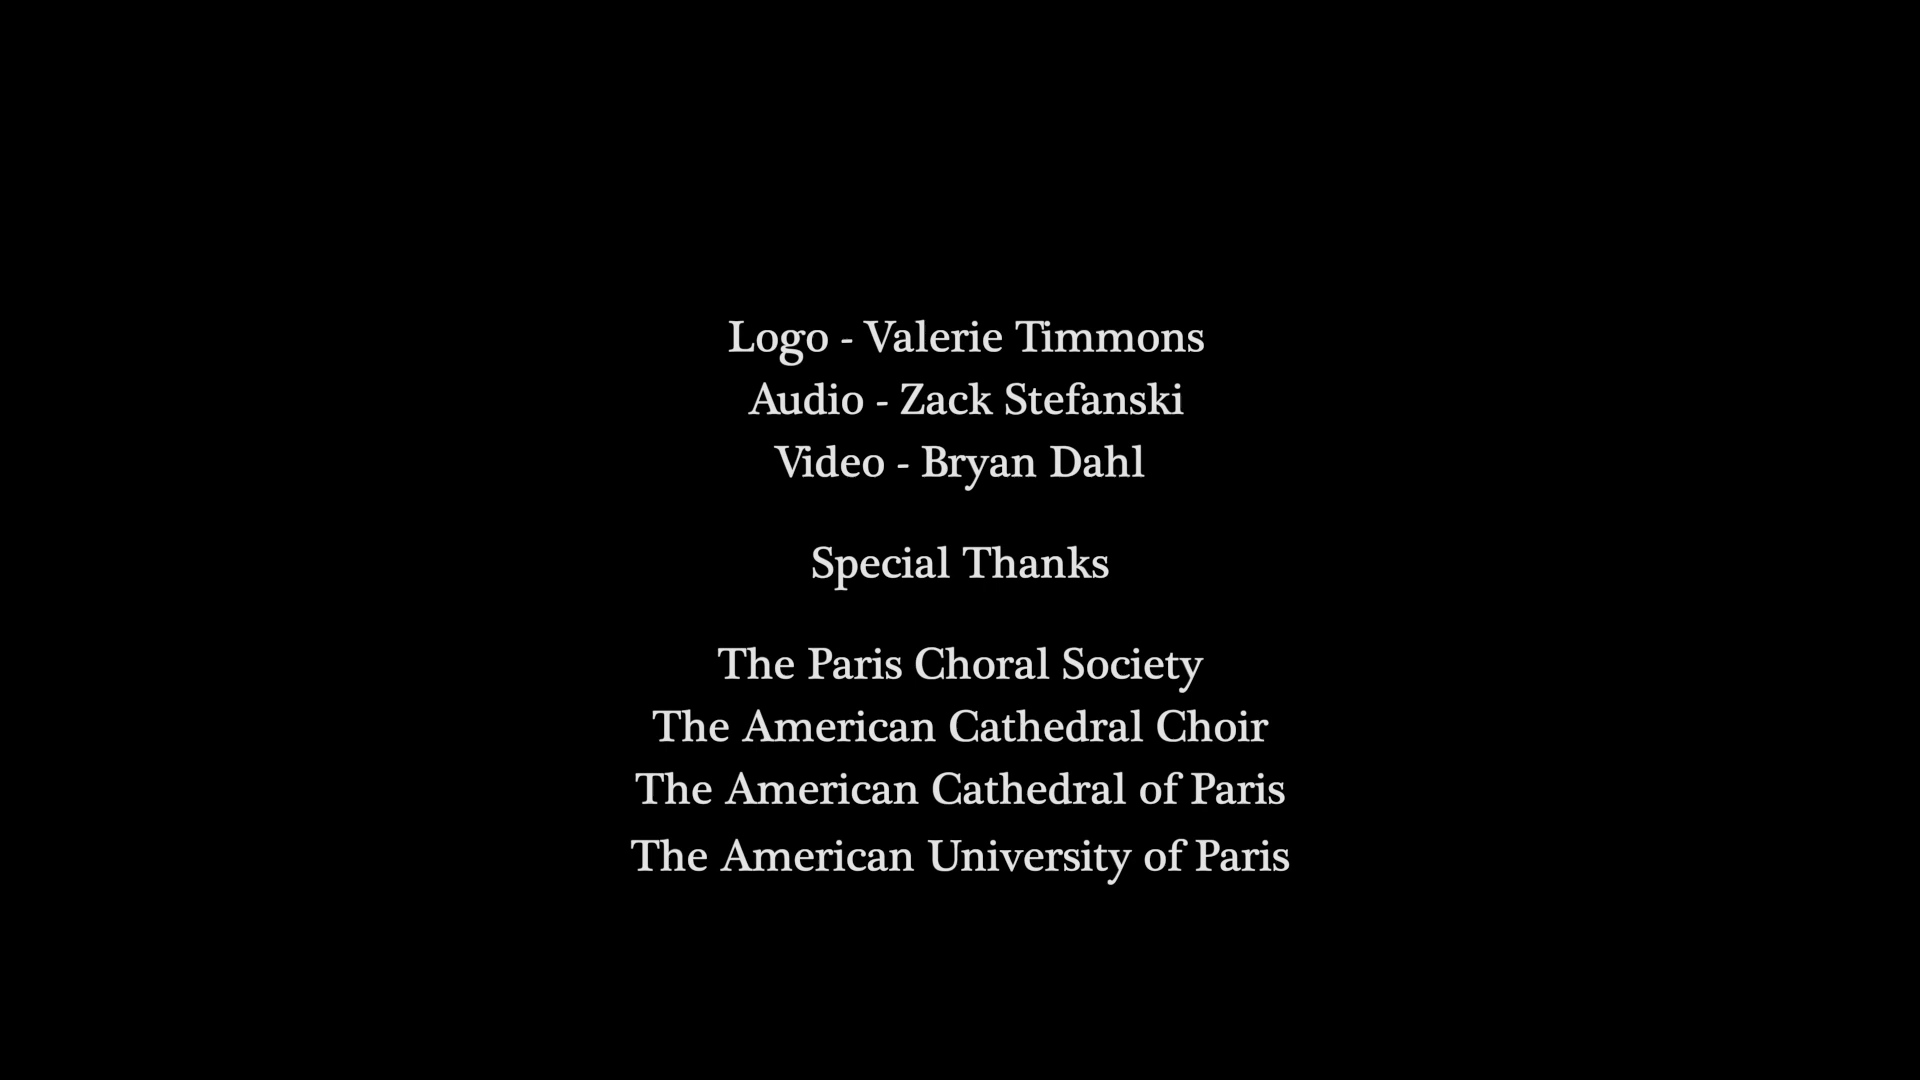 Logo - Valerie Timmons
Audio - Zack Stefanski
Video - Bryan Dahl
Special Thanks
The Paris Choral Society
The American Cathedral Choir
The American Cathedral of Paris
The American University of Paris